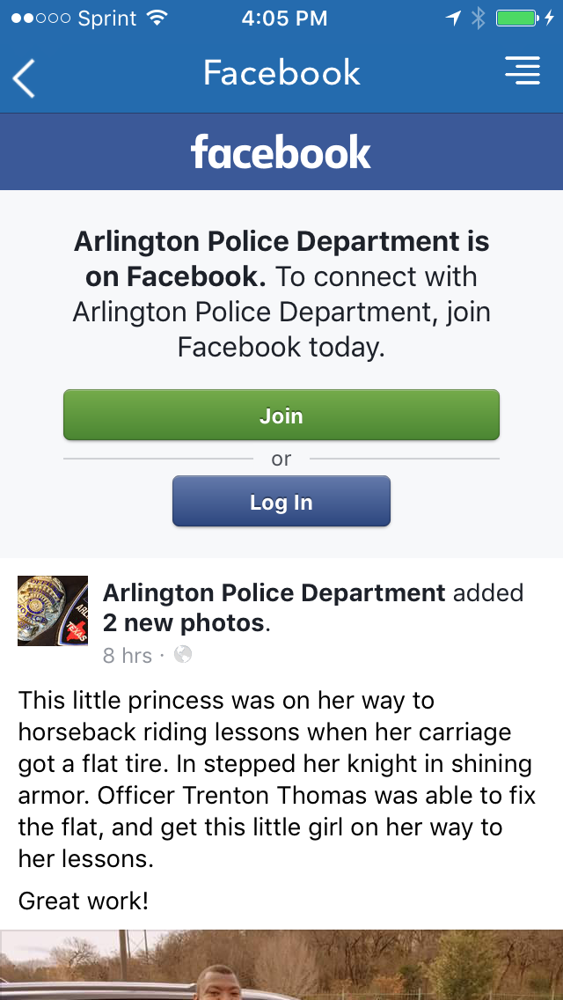 Sprint 4:05 PM
Facebook
facebook
Arlington Police Department is
on Facebook. To connect with
Arlington Police Department, join
Facebook today.
Join
or
Log In
Arlington Police Department added
2 new photos.
8 hrs ·
This little princess was on her way to
horseback riding lessons when her carriage
got a flat tire. In stepped her knight in shining
armor. Officer Trenton Thomas was able to fix
the flat, and get this little girl on her way to
her lessons.
Great work!
TEXAS